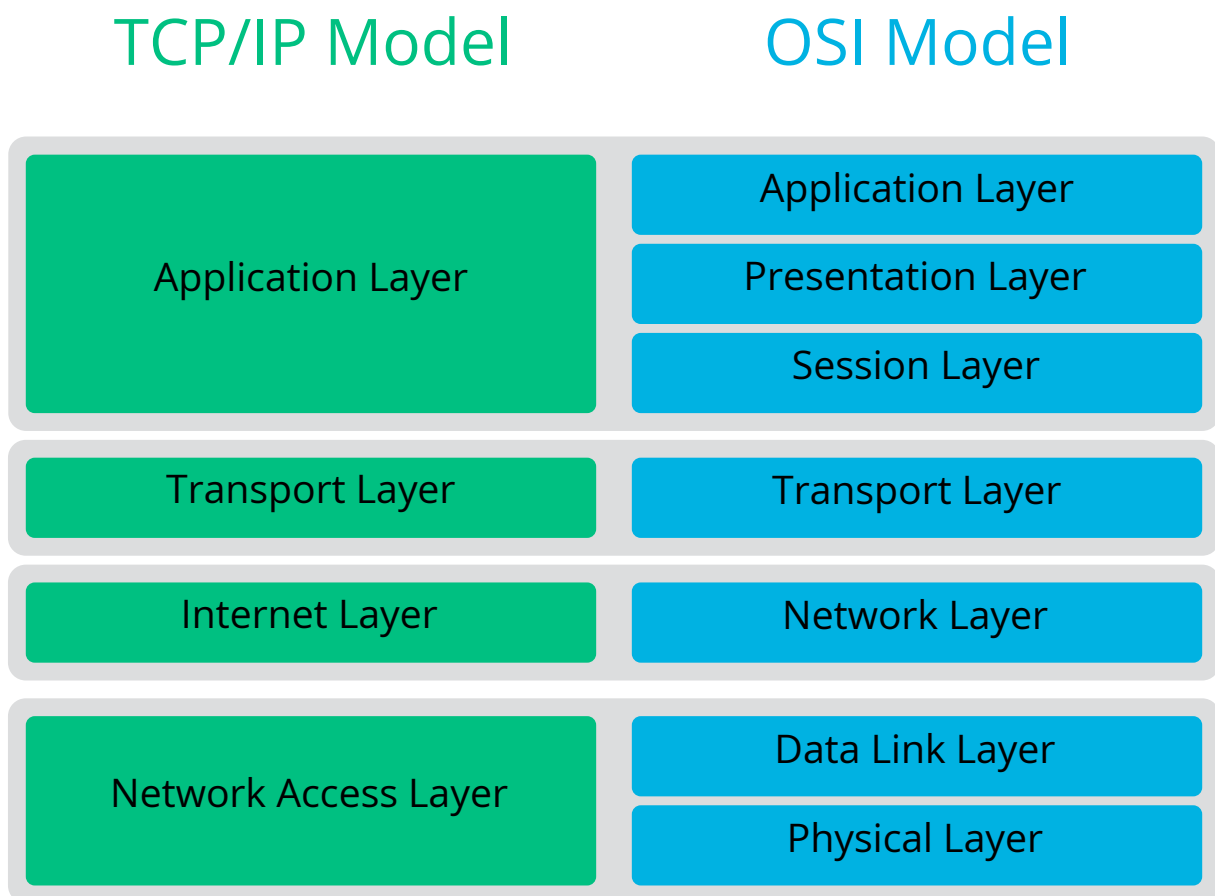 TCP/IP Model
OSI Model
Application Layer
Application Layer
Presentation Layer
Session Layer
Transport Layer
Transport Layer
Internet Layer
Network Layer
Network Access Layer
Data Link Layer
Physical Layer